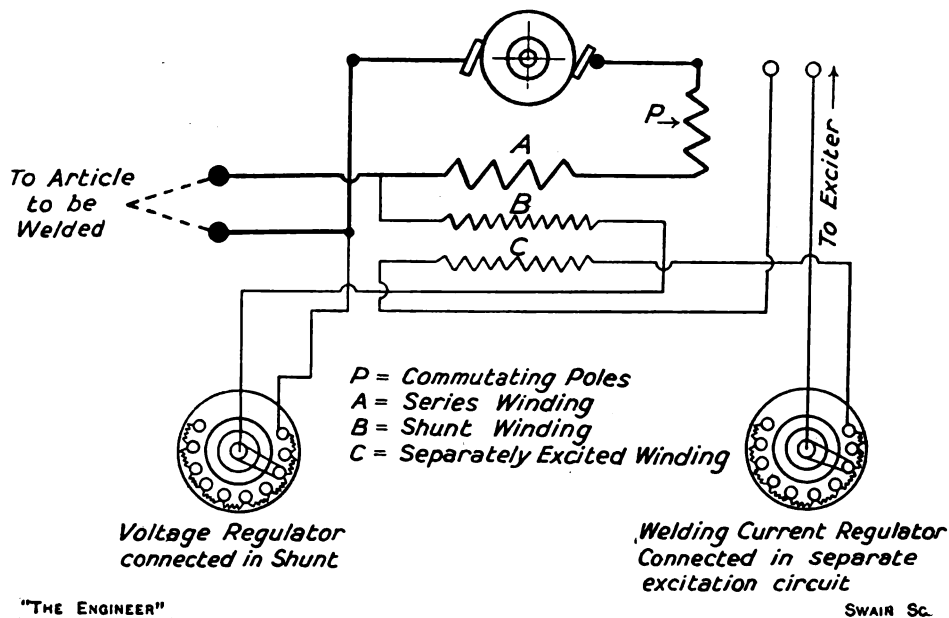 P
A
To Article
to be
Welded
B
C
To Exciter
P = Commutating Poles
A = Series Winding
B = Shunt Winding
C = Separately Excited Winding
Voltage Regulator
connected in Shunt
Welding Current Regulator
Connected in separate
excitation circuit
"THE ENGINEER"
SWAIN SC.